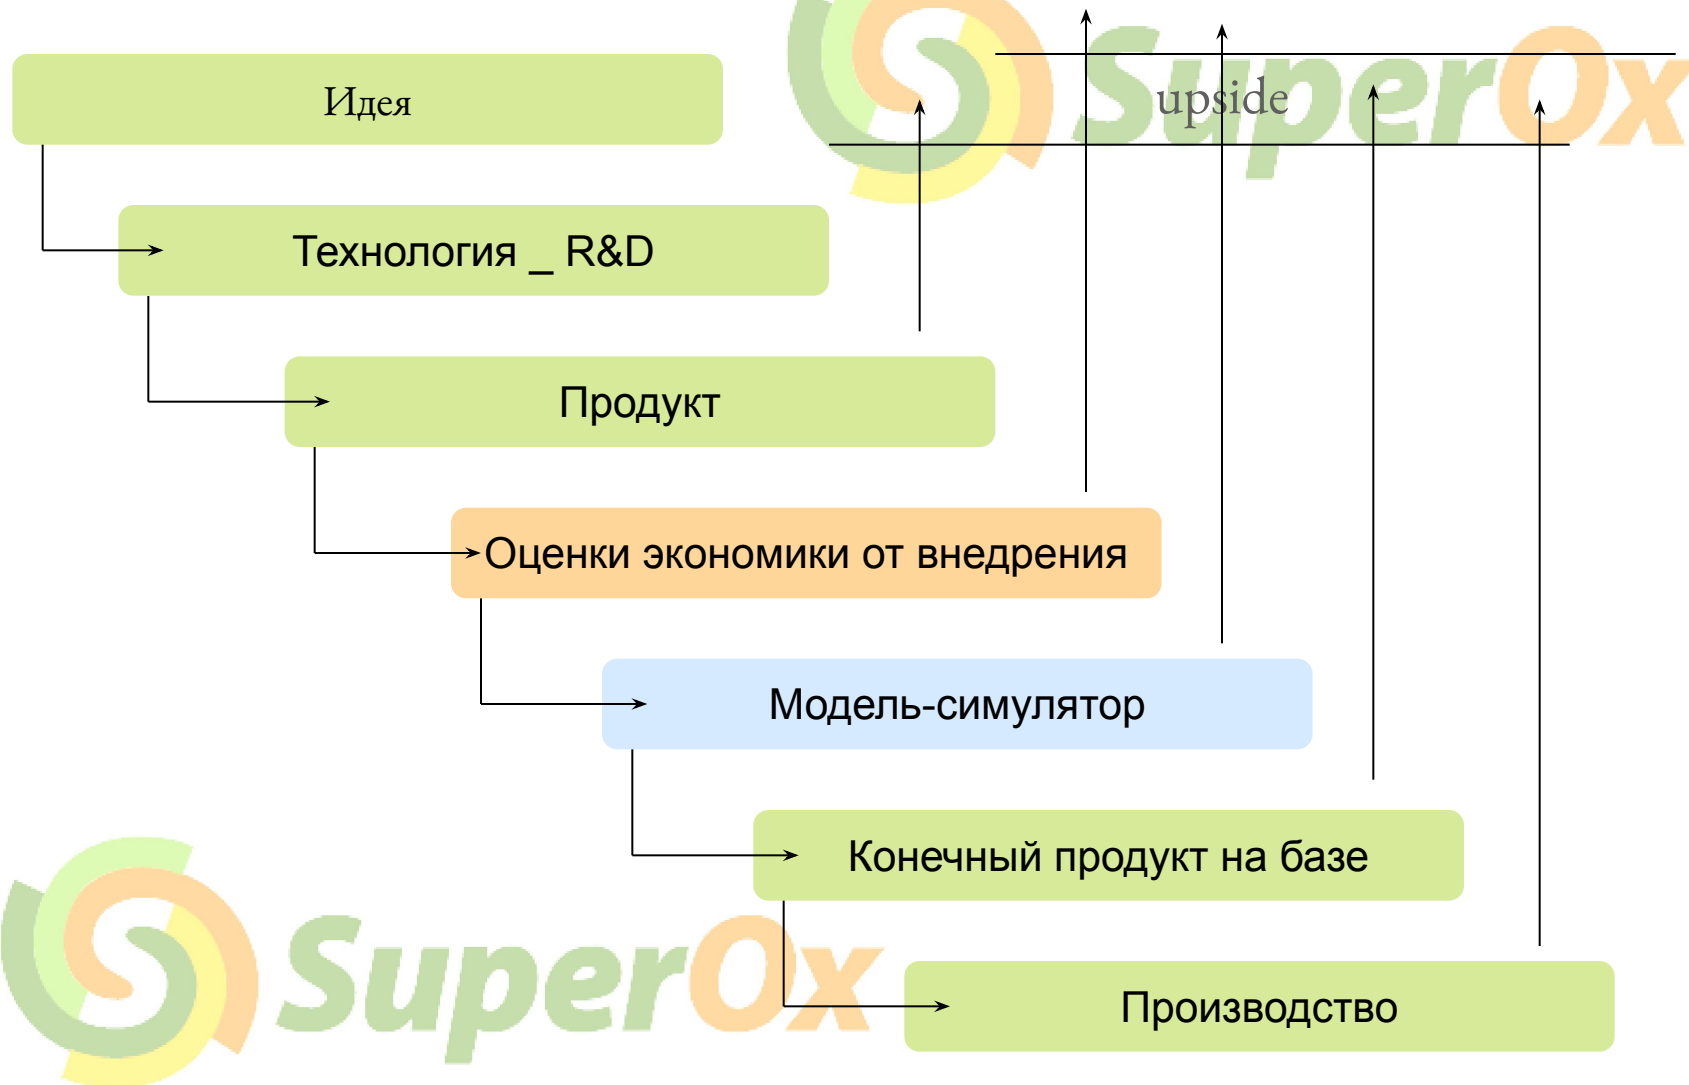 SuperOx
Идея
upside
Технология _ R&D
Продукт
Оценки экономики от внедрения
Модель-симулятор
Конечный продукт на базе
SuperOx
Производство